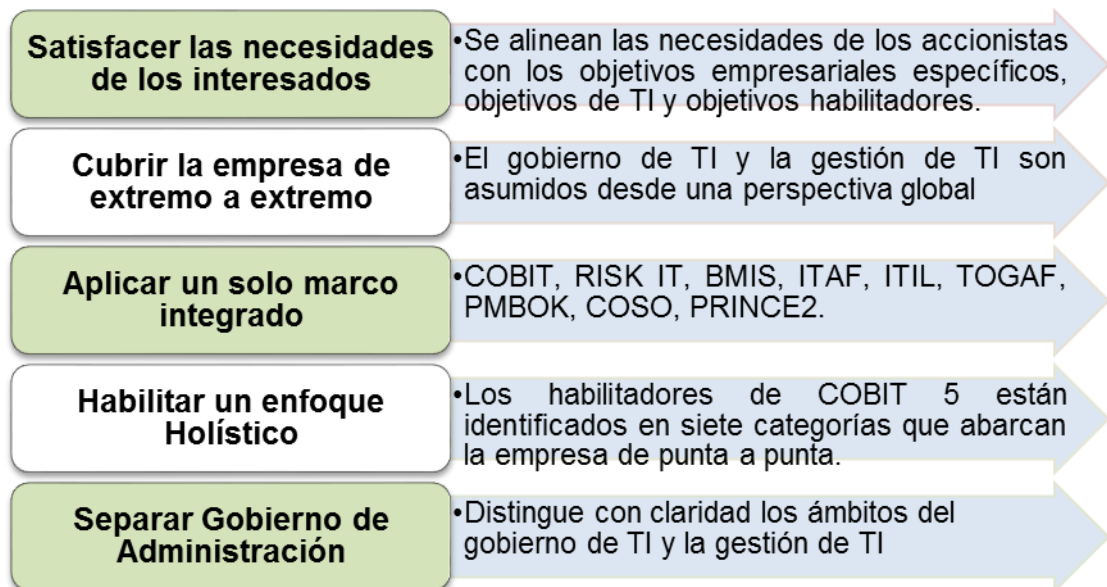 Satisfacer las necesidades
de los interesados
•Se alinean las necesidades de los accionistas
con los objetivos empresariales específicos,
objetivos de TI y objetivos habilitadores.
Cubrir la empresa de
extremo a extremo
•El gobierno de TI y la gestión de TI son
asumidos desde una perspectiva global
Aplicar un solo marco
integrado
•COBIT, RISK IT, BMIS, ITAF, ITIL, TOGAF,
PMBOK, COSO, PRINCE2.
Habilitar un enfoque
Holístico
•Los habilitadores de COBIT 5 están
identificados en siete categorías que abarcan
la empresa de punta a punta.
Separar Gobierno de
Administración
•Distingue con claridad los ámbitos del
gobierno de TI y la gestión de TI